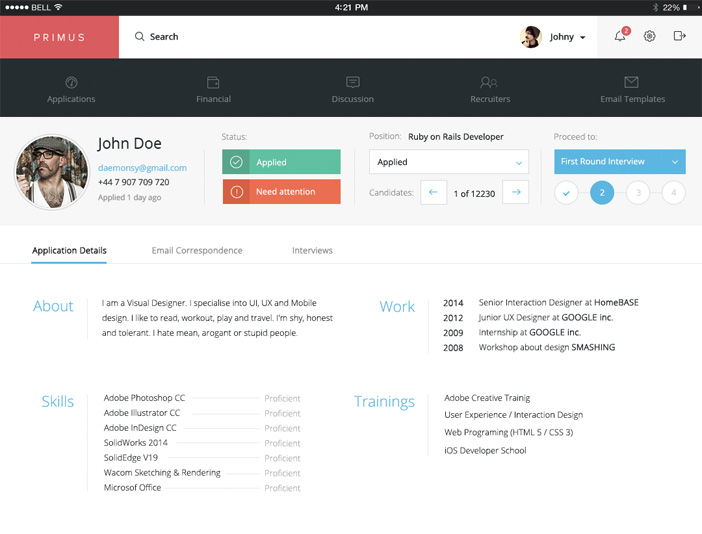 BELL 4:21 PM 22%
PRIMUS Search Johny 2
Applications Financial Discussion Recruiters Email Templates
John Doe
daemonsy@gmail.com
+44 7 907 709 720
Applied 1 day ago
Status:
Applied
Need attention
Position: Ruby on Rails Developer
Applied
Candidates: 1 of 12230
Proceed to:
First Round Interview
2 3 4
Application Details Email Correspondence Interviews
About
I am a Visual Designer. I specialise into UI, UX and Mobile
design. I like to read, workout, play and travel. I'm shy, honest
and tolerant. I hate mean, arogant or stupid people.
Work
2014 Senior Interaction Designer at HomeBASE
2012 Junior UX Designer at GOOGLE inc.
2009 Internship at GOOGLE inc.
2008 Workshop about design SMASHING
Skills
Adobe Photoshop CC Proficient
Adobe Illustrator CC Proficient
Adobe InDesign CC Proficient
SolidWorks 2014 Proficient
SolidEdge V19 Proficient
Wacom Sketching & Rendering Proficient
Microsof Office Proficient
Trainings
Adobe Creative Trainig
User Experience / Interaction Design
Web Programing (HTML 5 / CSS 3)
iOS Developer School